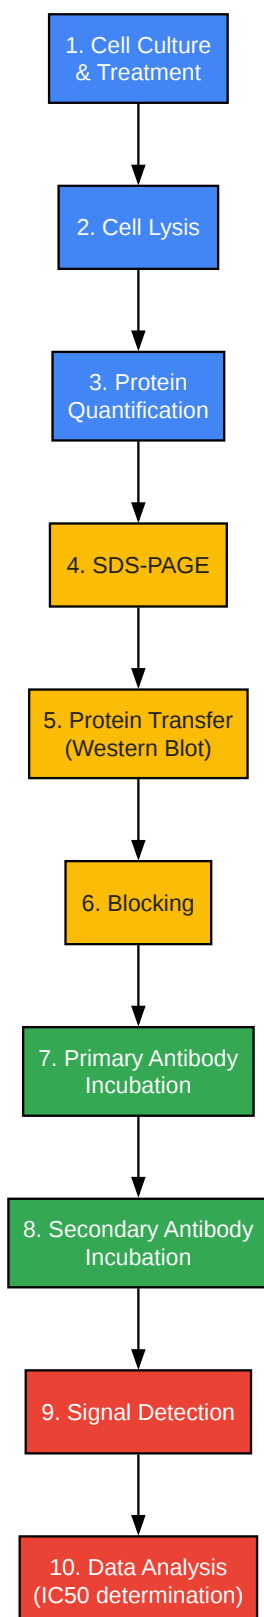 1. Cell Culture
& Treatment
2. Cell Lysis
3. Protein
Quantification
4. SDS-PAGE
5. Protein Transfer
(Western Blot)
6. Blocking
7. Primary Antibody
Incubation
8. Secondary Antibody
Incubation
9. Signal Detection
10. Data Analysis
(IC50 determination)